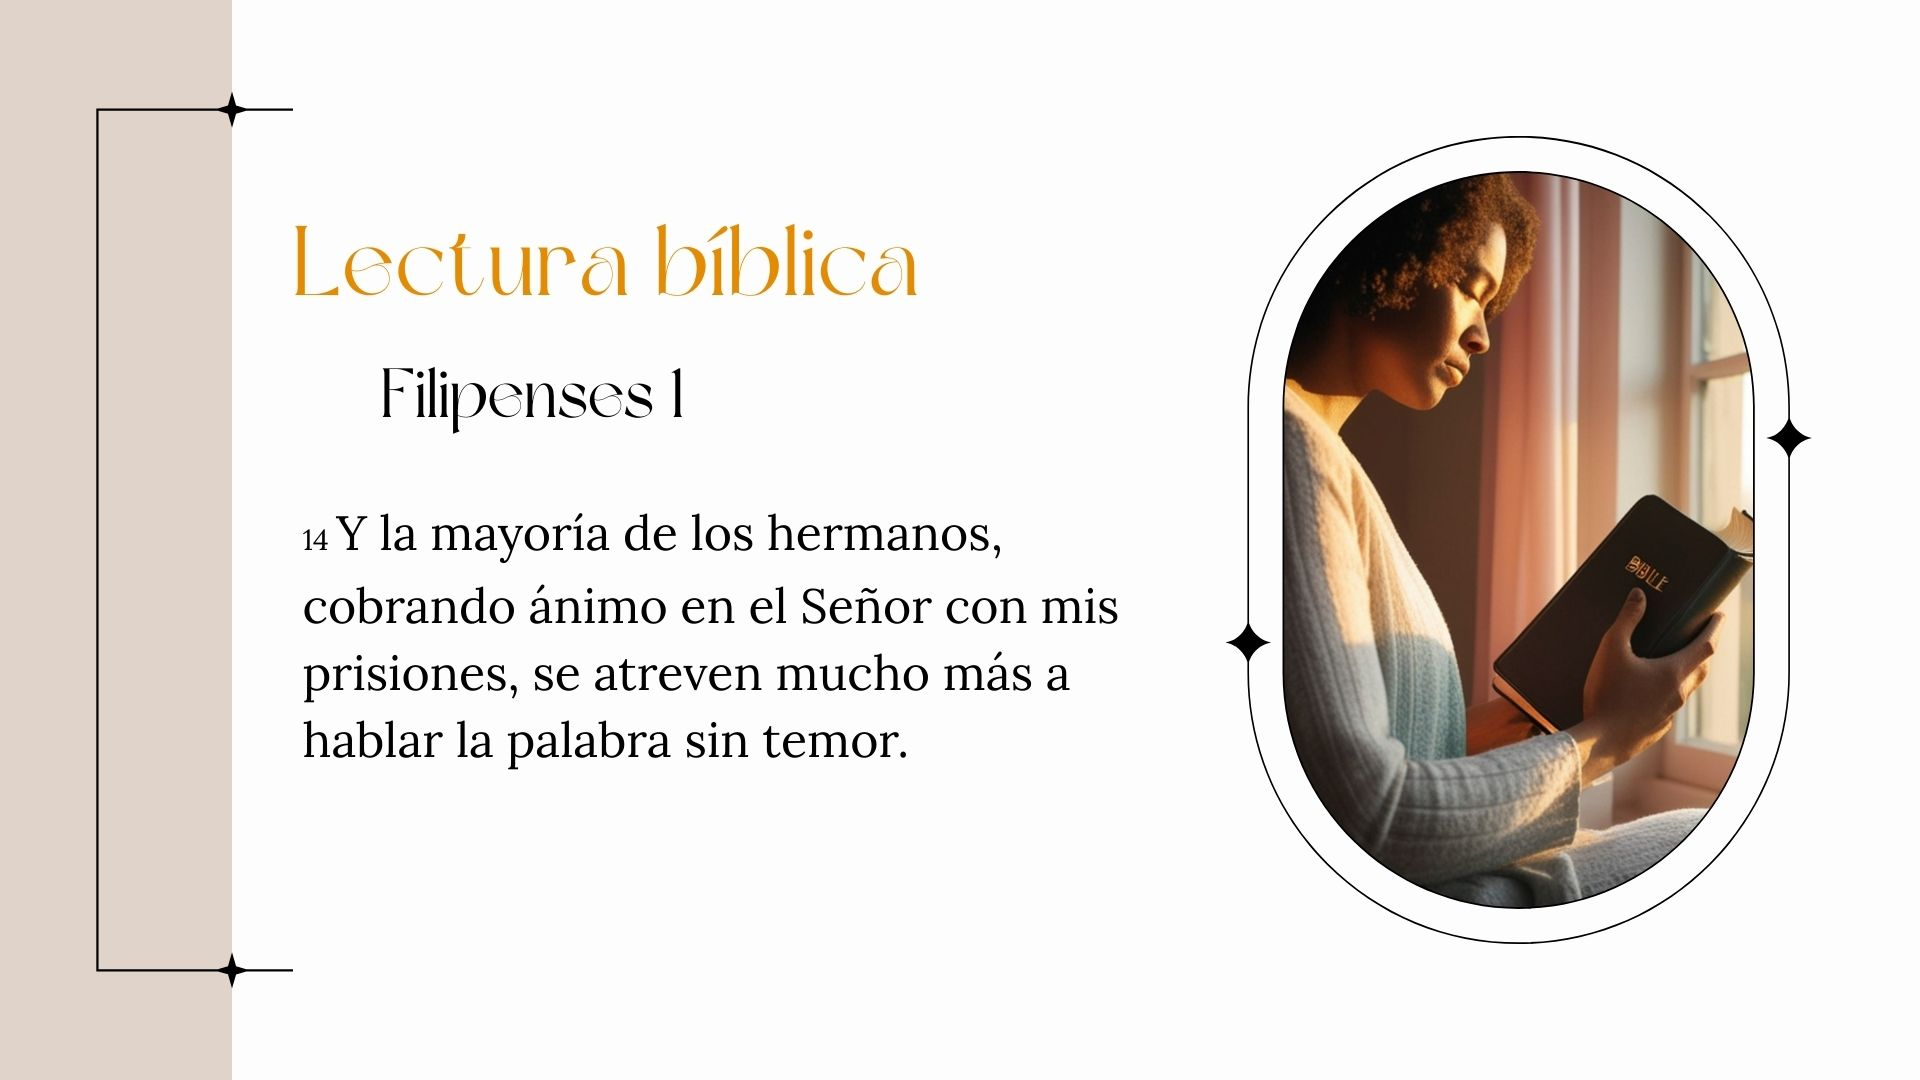 Lectura bíblica
Filipenses 1
14 Y la mayoría de los hermanos,
cobrando ánimo en el Señor con mis
prisiones, se atreven mucho más a
hablar la palabra sin temor.
BIBLE